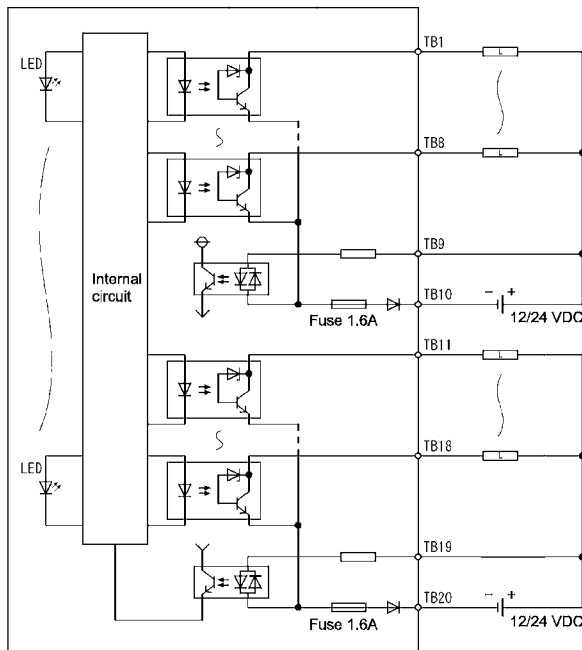 TB1
LED
L
TB8
L
TB9
Internal
circuit
TB10
- +
Fuse 1.6A
12/24 VDC
TB11
L
TB18
LED
L
TB19
TB20
- +
Fuse 1.6A
12/24 VDC